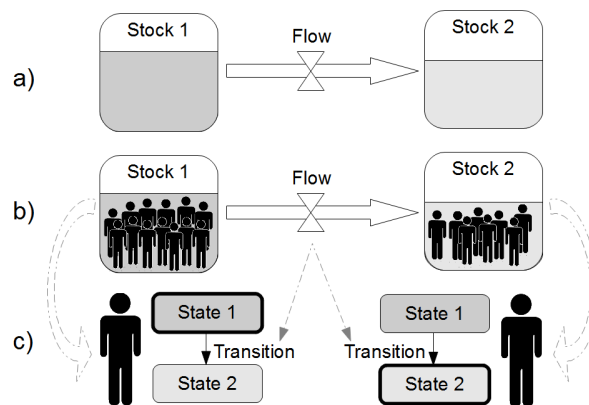 a)
Stock 1
Flow
Stock 2
b)
Stock 1
Flow
Stock 2
c)
State 1
Transition
State 2
State 1
Transition
State 2